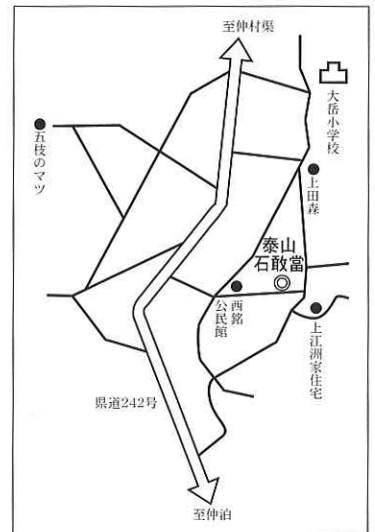 至仲村渠
大岳小学校
五枝のマツ
上田森
泰山
石敢當
西銘
公民館
上江洲家住宅
県道242号
至仲泊